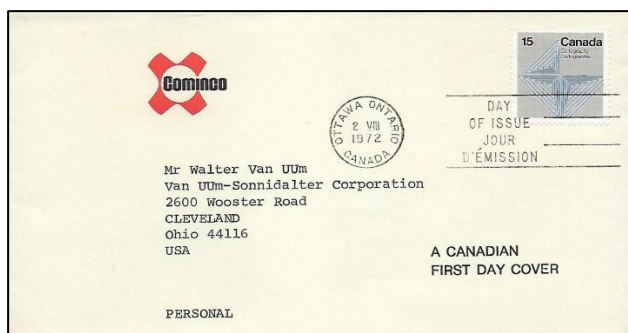 Cominco
15 Canada
Cartography
Cartographie
OTTAWA ONTARIO
2 VIII
1972
CANADA
DAY
OF ISSUE
JOUR
D'ÉMISSION
Mr Walter Van UUm
Van UUm-Sonnidalter Corporation
2600 Wooster Road
CLEVELAND
Ohio 44116
USA
A CANADIAN
FIRST DAY COVER
PERSONAL